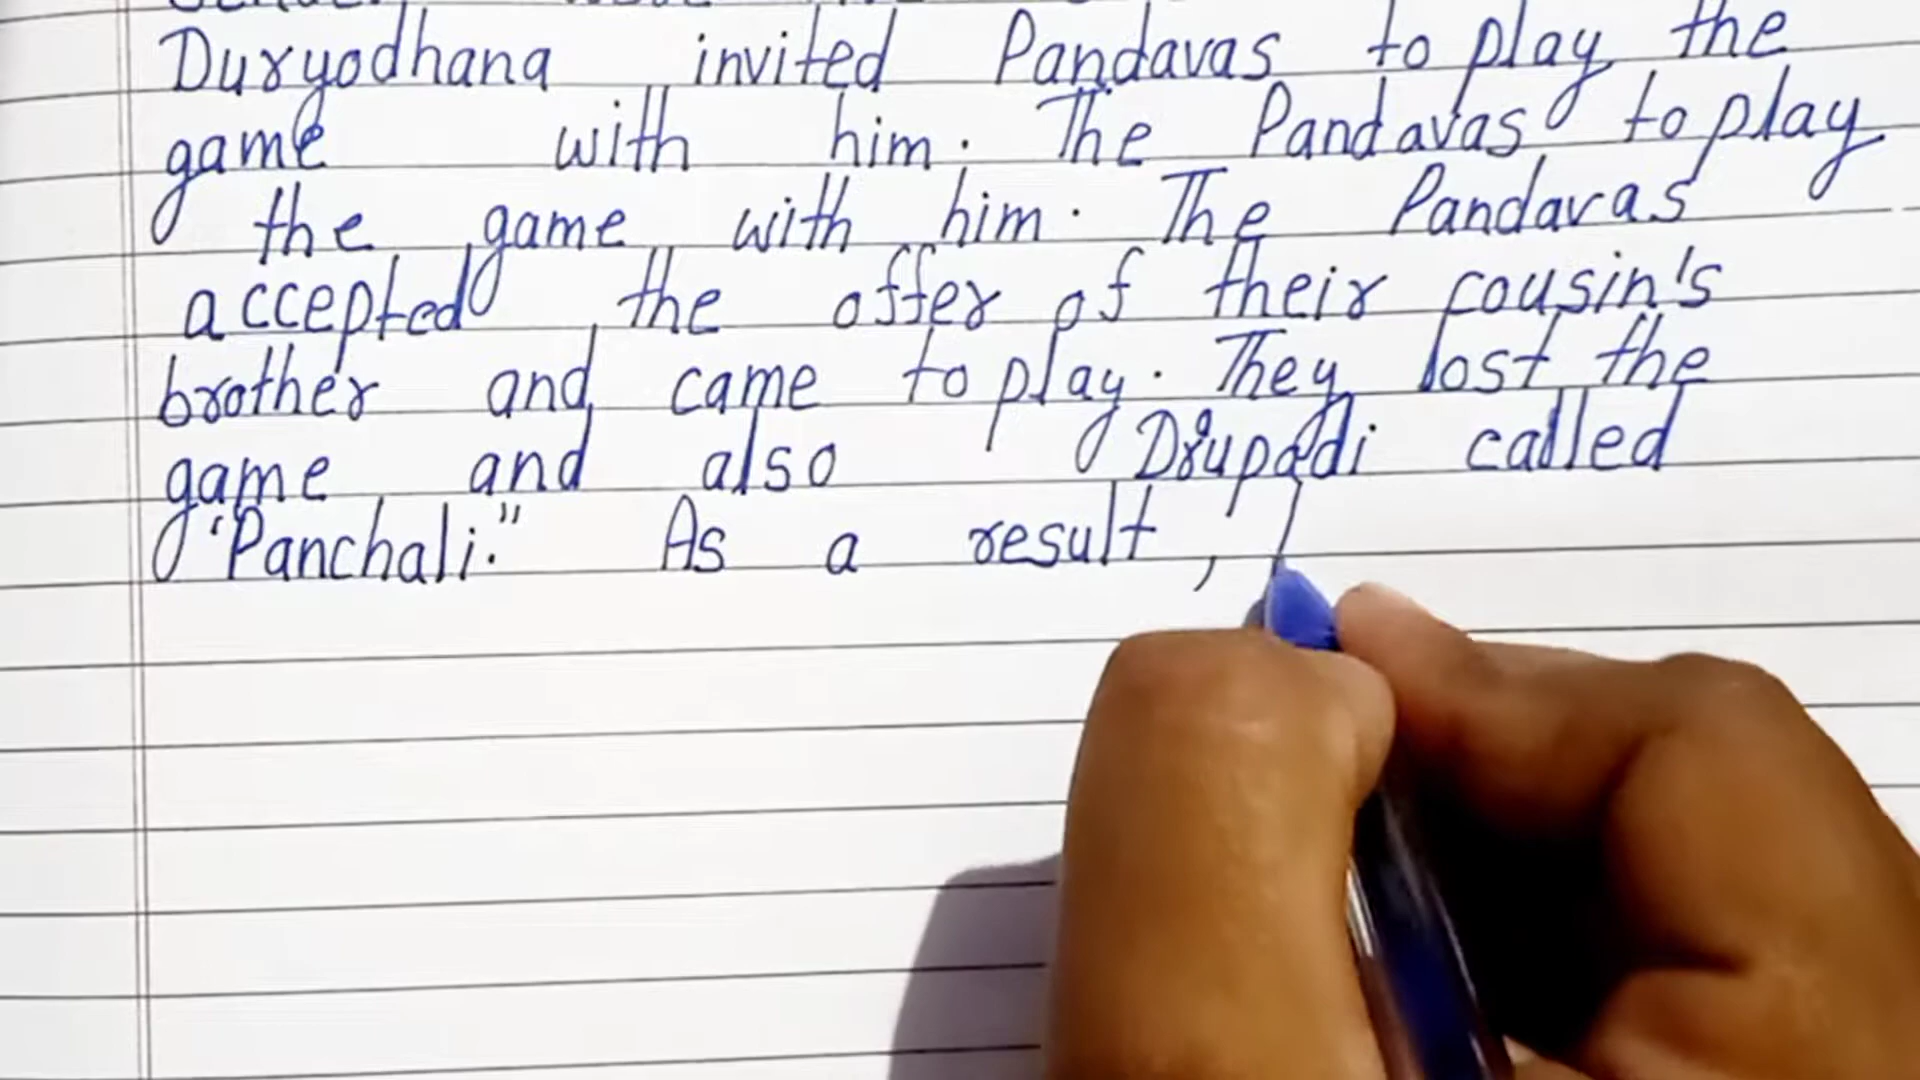 Duryodhana invited Pandavas to play the
game with him. The Pandavas to play
the game with him. The Pandavas
accepted the offer of their cousin's
brother and came to play. They lost the
game and also Drupadi called
"Panchali." As a result,